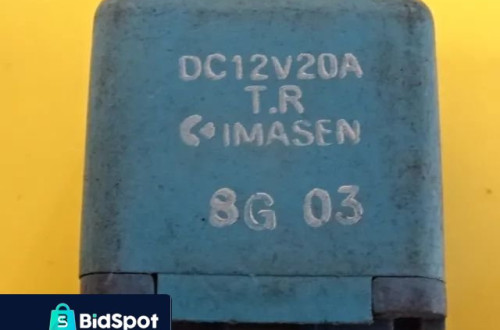 DC12V20A
T.R
IMASEN
8G 03
S
BidSpot